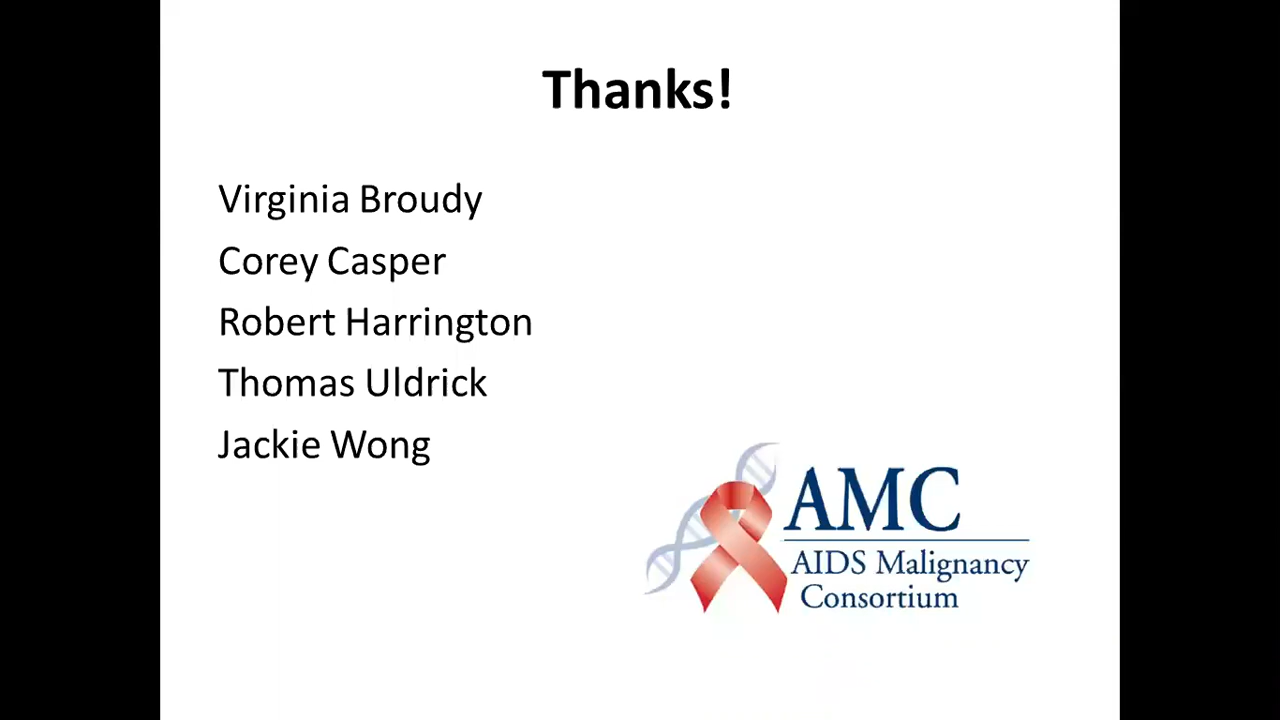 Thanks!
Virginia Broudy
Corey Casper
Robert Harrington
Thomas Uldrick
Jackie Wong
AMC
AIDS Malignancy
Consortium